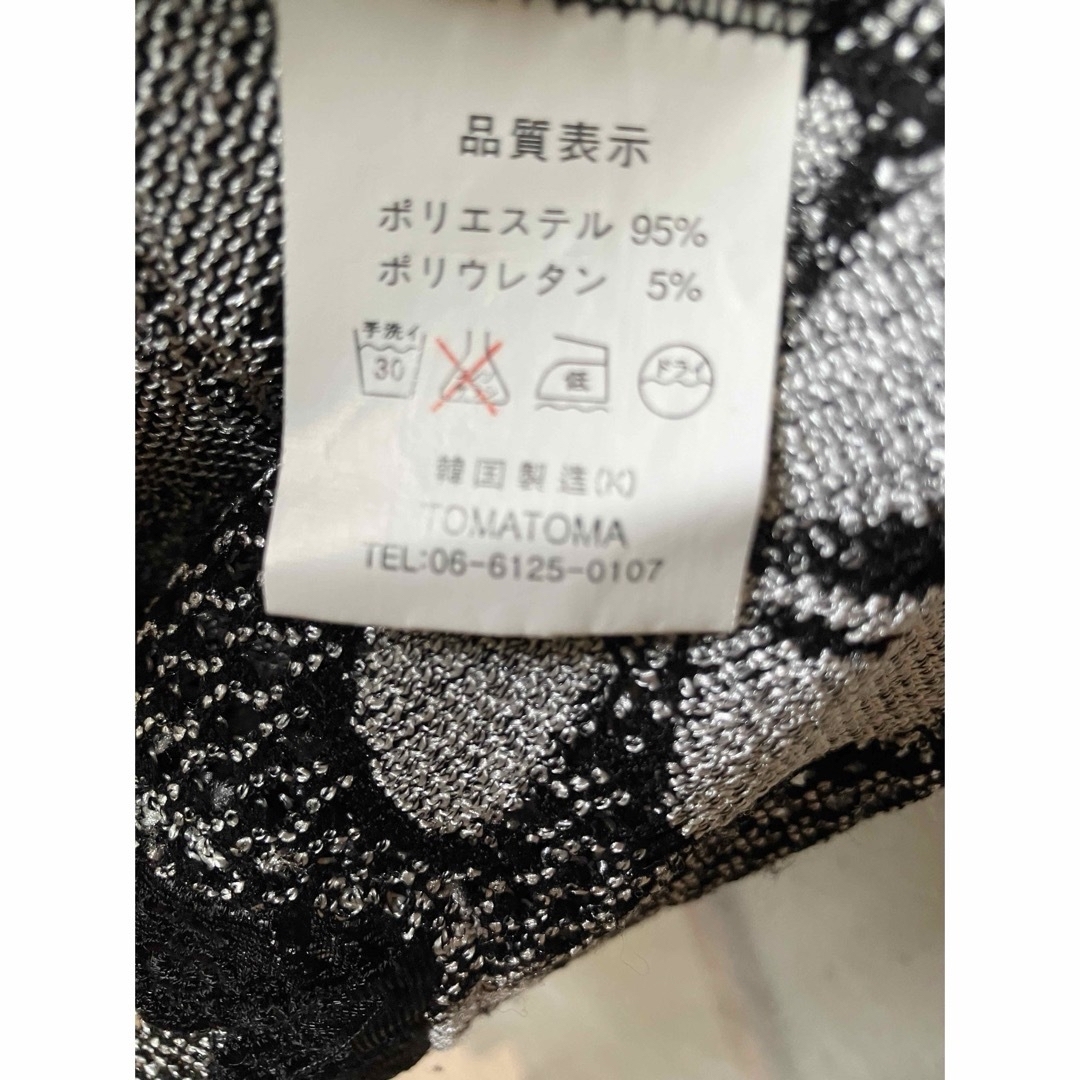 品質表示
ポリエステル 95%
ポリウレタン 5%
手洗イ 30 低 ドライ
韓国製造(K)
TOMATOMA
TEL:06-6125-0107